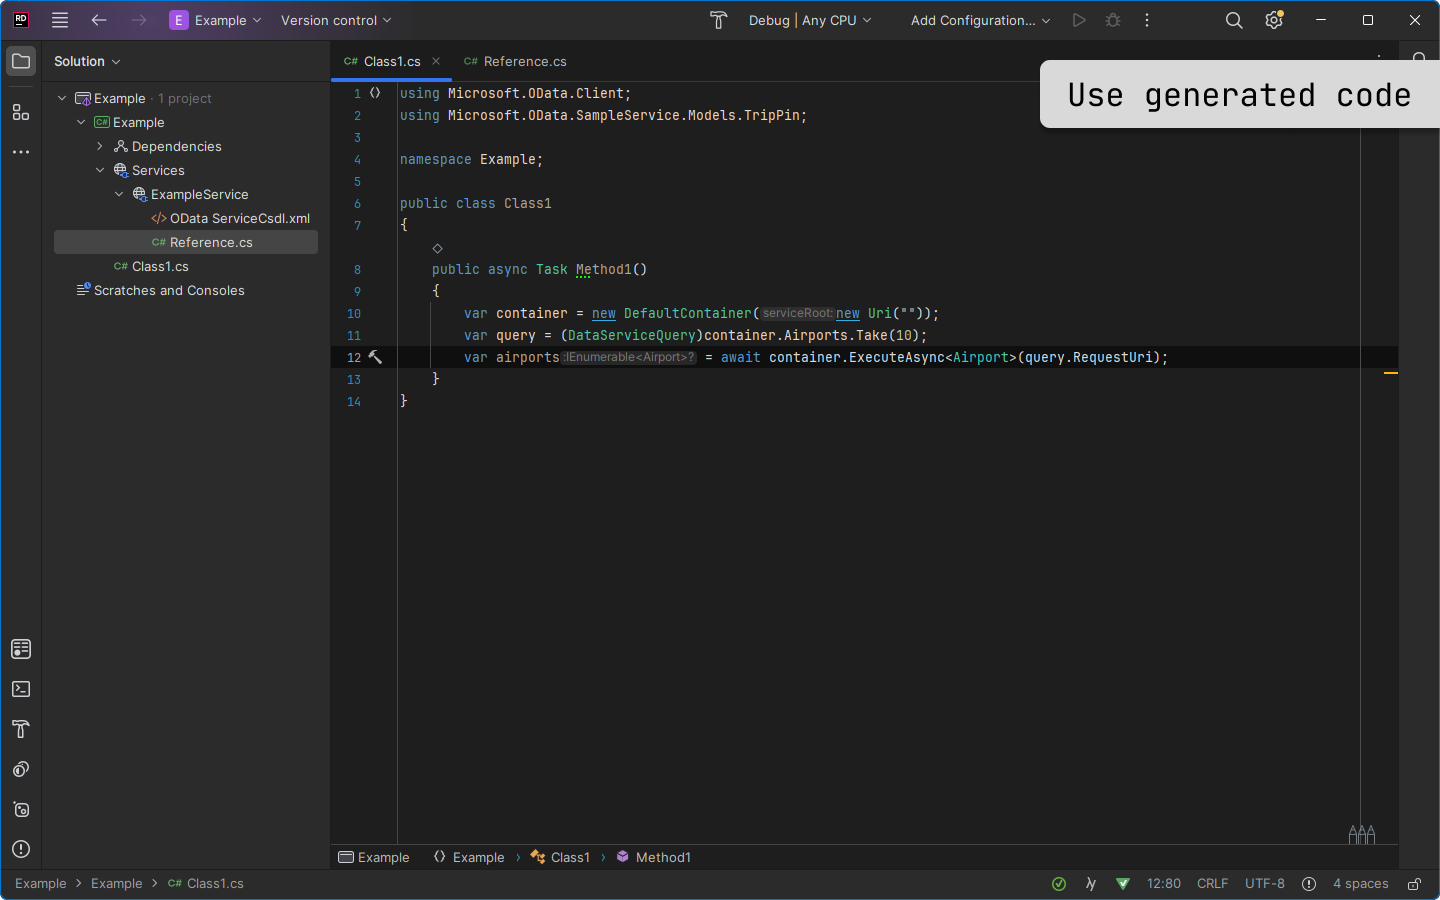 RD
E Example
Version control
Debug | Any CPU
Add Configuration...
Solution
C# Class1.cs
C# Reference.cs
Use generated code
Example · 1 project
C# Example
Dependencies
Services
ExampleService
</> OData ServiceCsdl.xml
C# Reference.cs
C# Class1.cs
Scratches and Consoles
1 using Microsoft.OData.Client;
2 using Microsoft.OData.SampleService.Models.TripPin;
3
4 namespace Example;
5
6 public class Class1
7 {
8 public async Task Method1()
9 {
10 var container = new DefaultContainer( serviceRoot: new Uri(""));
11 var query = (DataServiceQuery)container.Airports.Take(10);
12 var airports :IEnumerable<Airport>? = await container.ExecuteAsync<Airport>(query.RequestUri);
13 }
14 }
Example
Example › Class1 › Method1
Example > Example > C# Class1.cs
12:80
CRLF
UTF-8
4 spaces